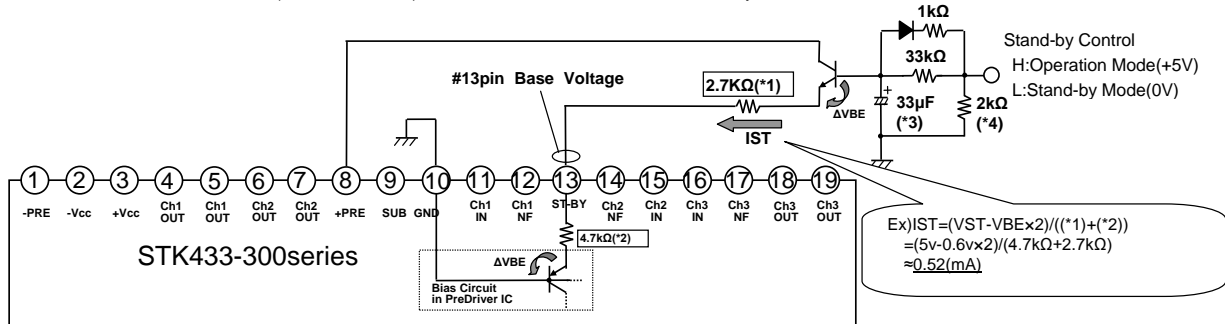 1kΩ
Stand-by Control
33kΩ
H:Operation Mode(+5V)
L:Stand-by Mode(0V)
#13pin Base Voltage
2.7KΩ(*1)
ΔVBE
+
33µF
(*3)
2kΩ
(*4)
IST
1 2 3 4 5 6 7 8 9 10 11 12 13 14 15 16 17 18 19
-PRE -Vcc +Vcc Ch1 OUT Ch1 OUT Ch2 OUT Ch2 OUT +PRE SUB GND Ch1 IN Ch1 NF ST-BY Ch2 NF Ch2 IN Ch3 IN Ch3 NF Ch3 OUT Ch3 OUT
STK433-300series
4.7kΩ(*2)
ΔVBE
Bias Circuit
in PreDriver IC
Ex)IST=(VST-VBE×2)/((*1)+(*2))
=(5v-0.6v×2)/(4.7kΩ+2.7kΩ)
≈0.52(mA)